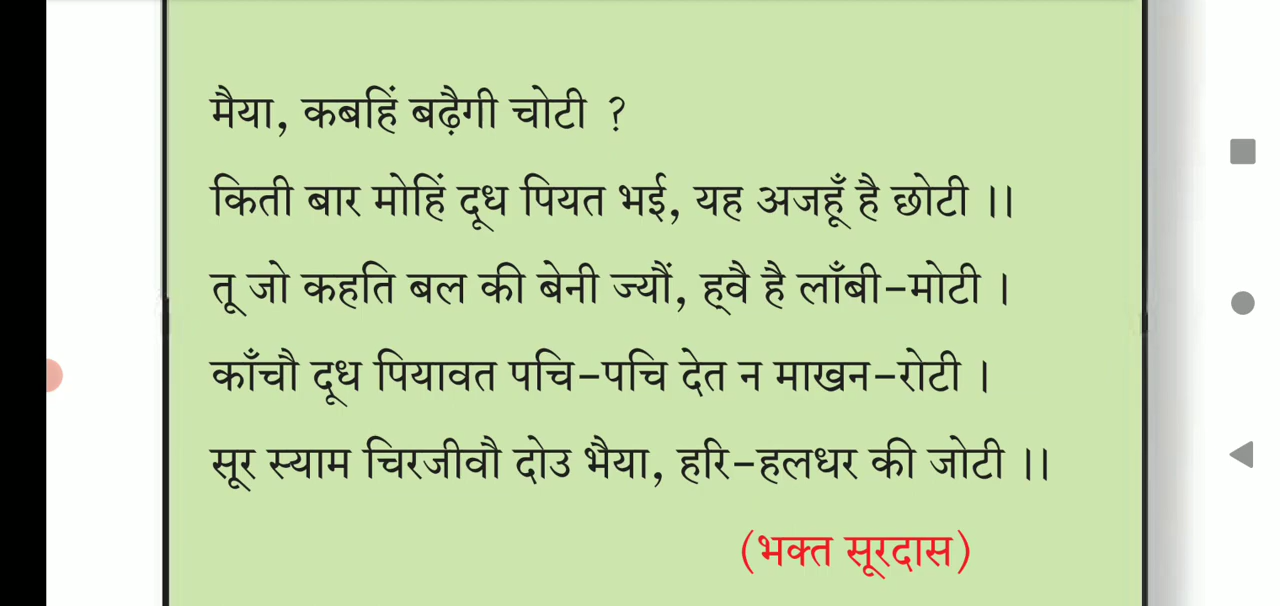 मैया, कबहिं बढ़ैगी चोटी ?
किती बार मोहिं दूध पियत भई, यह अजहूँ है छोटी ।।
तू जो कहति बल की बेनी ज्यौं, ह्वै है लाँबी-मोटी ।
काँचौ दूध पियावत पचि-पचि देत न माखन-रोटी ।
सूर स्याम चिरजीवौ दोउ भैया, हरि-हलधर की जोटी ।।
(भक्त सूरदास)